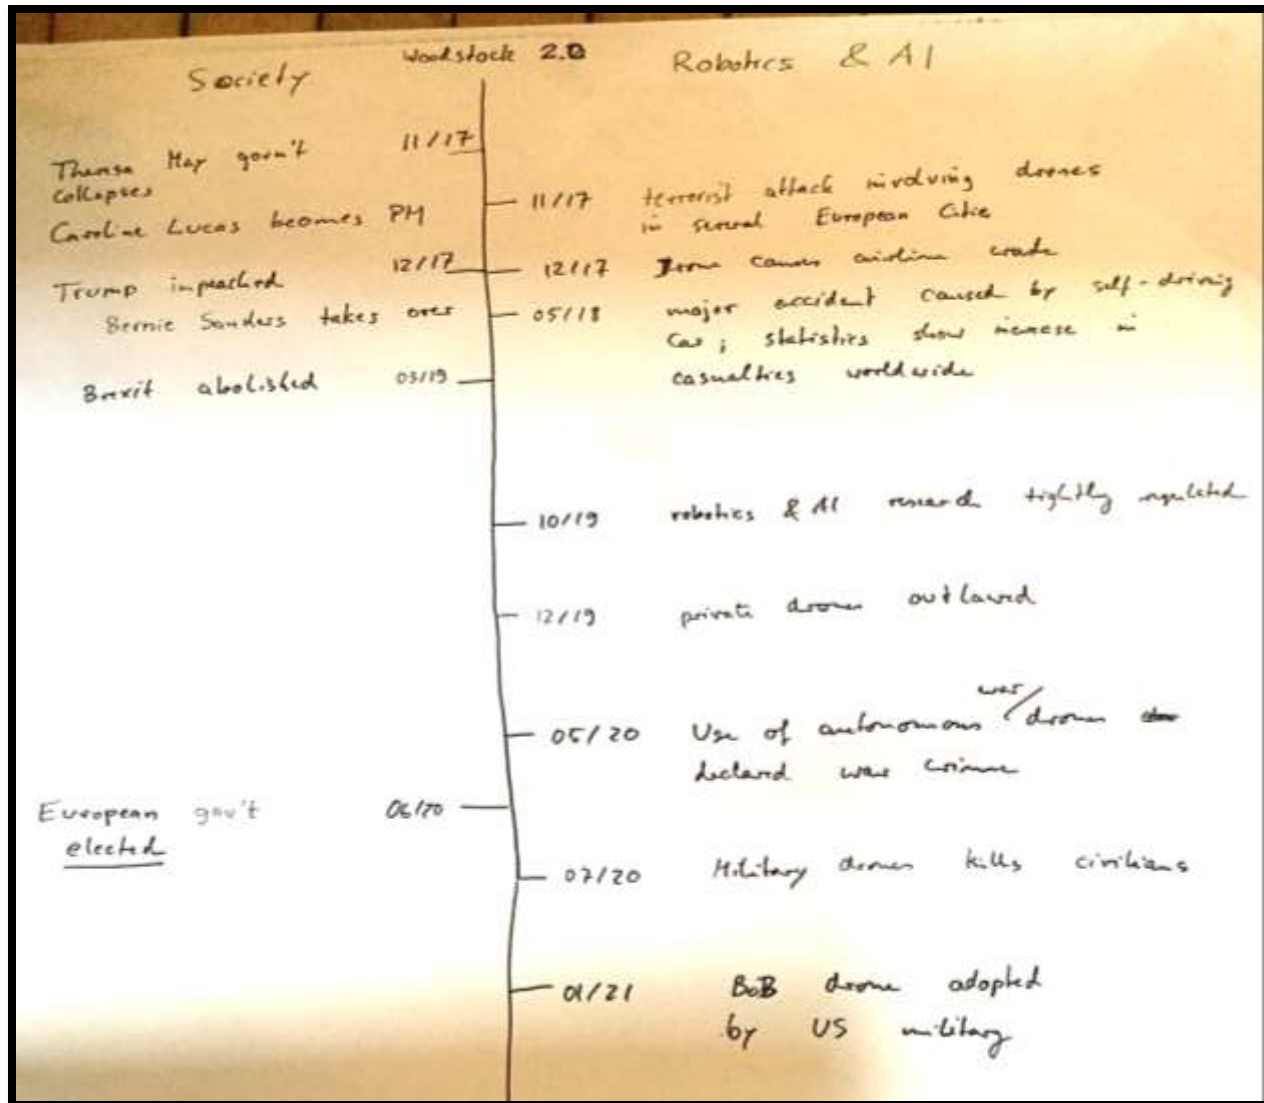 Woodstock 2.0
Society
Robotics & AI
Theresa May govn't 11/17
collapses
Caroline Lucas becomes PM
11/17 terrorist attack involving drones
in several European Citie
Trump impeached 12/17
Bernie Sanders takes over
12/17 Drone causes airline crash
05/18 major accident caused by self-driving
Car; statistics show increase in
casualties worldwide
Brexit abolished 03/19
10/19 robotics & AI research tightly regulated
12/19 private drones outlawed
war
05/20 Use of autonomous drones
declared war crime
European gov't 06/20
elected
07/20 Military drones kills civilians
01/21 BoB drone adopted
by US military